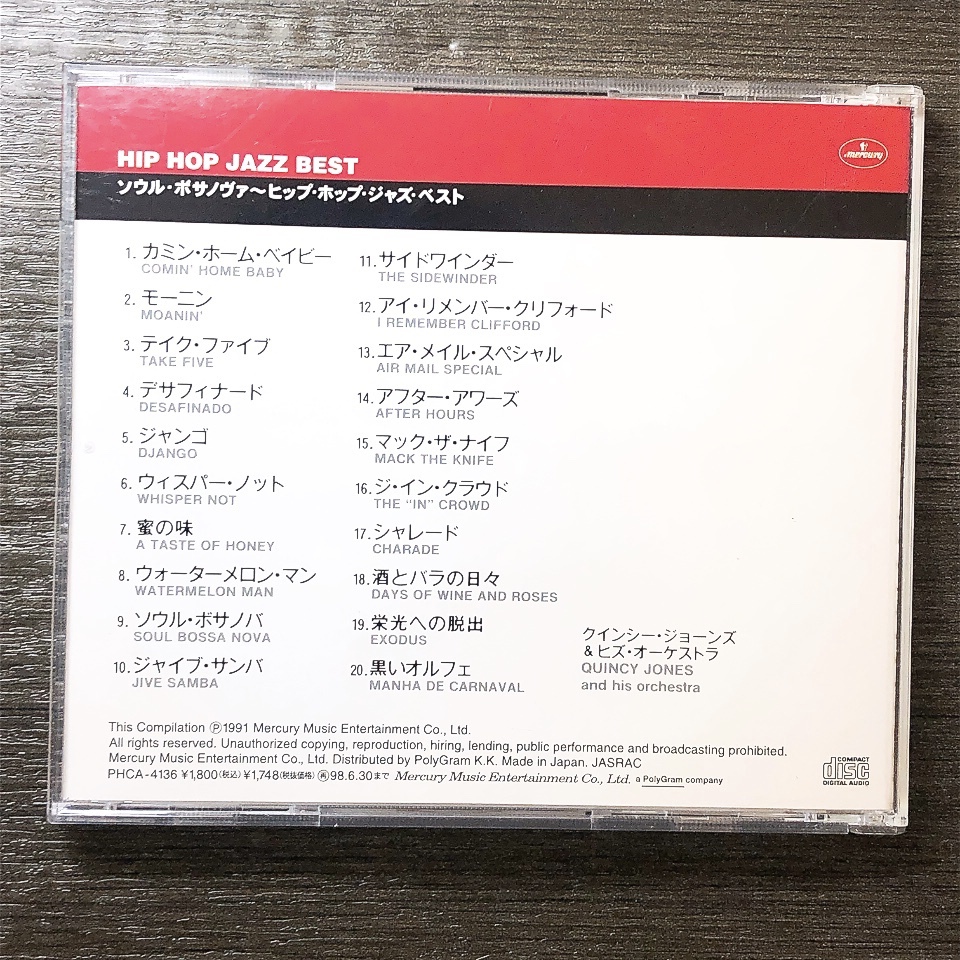 HIP HOP JAZZ BEST
mercury
ソウル・ボサノヴァ〜ヒップ・ホップ・ジャズ・ベスト
1. カミン・ホーム・ベイビー
COMIN' HOME BABY
2. モーニン
MOANIN'
3. テイク・ファイブ
TAKE FIVE
4. デサフィナード
DESAFINADO
5. ジャンゴ
DJANGO
6. ウィスパー・ノット
WHISPER NOT
7. 蜜の味
A TASTE OF HONEY
8. ウォーターメロン・マン
WATERMELON MAN
9. ソウル・ボサノバ
SOUL BOSSA NOVA
10. ジャイブ・サンバ
JIVE SAMBA
11. サイドワインダー
THE SIDEWINDER
12. アイ・リメンバー・クリフォード
I REMEMBER CLIFFORD
13. エア・メイル・スペシャル
AIR MAIL SPECIAL
14. アフター・アワーズ
AFTER HOURS
15. マック・ザ・ナイフ
MACK THE KNIFE
16. ジ・イン・クラウド
THE "IN" CROWD
17. シャレード
CHARADE
18. 酒とバラの日々
DAYS OF WINE AND ROSES
19. 栄光への脱出
EXODUS
20. 黒いオルフェ
MANHA DE CARNAVAL
クインシー・ジョーンズ
&ヒズ・オーケストラ
QUINCY JONES
and his orchestra
This Compilation Ⓟ1991 Mercury Music Entertainment Co., Ltd.
All rights reserved. Unauthorized copying, reproduction, hiring, lending, public performance and broadcasting prohibited.
Mercury Music Entertainment Co., Ltd. Distributed by PolyGram K.K. Made in Japan. JASRAC
PHCA-4136 ¥1,800(税込) ¥1,748(税抜価格) 再98.6.30まで Mercury Music Entertainment Co., Ltd. a PolyGram company
COMPACT
disc
DIGITAL AUDIO